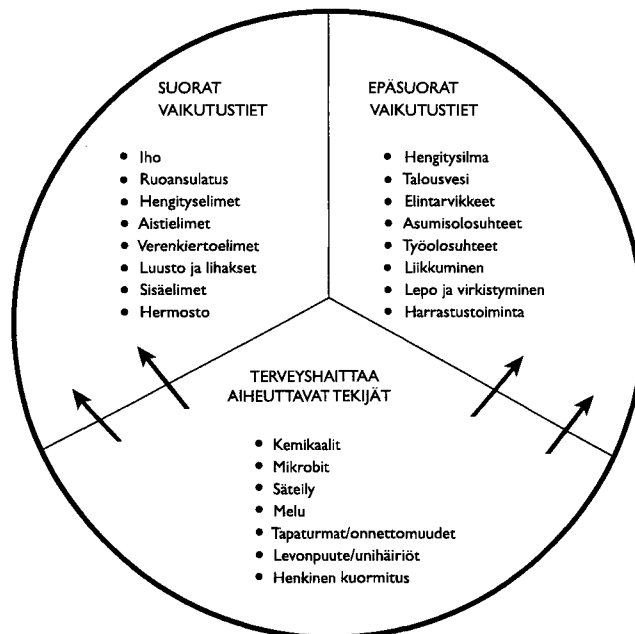 SUORAT
VAIKUTUSTIET
• Iho
• Ruoansulatus
• Hengityselimet
• Aistielimet
• Verenkiertoelimet
• Luusto ja lihakset
• Sisäelimet
• Hermosto
EPÄSUORAT
VAIKUTUSTIET
• Hengitysilma
• Talousvesi
• Elintarvikkeet
• Asumisolosuhteet
• Työolosuhteet
• Liikkuminen
• Lepo ja virkistyminen
• Harrastustoiminta
TERVEYSHAITTAA
AIHEUTTAVAT TEKIJÄT
• Kemikaalit
• Mikrobit
• Säteily
• Melu
• Tapaturmat/onnettomuudet
• Levonpuute/unihäiriöt
• Henkinen kuormitus